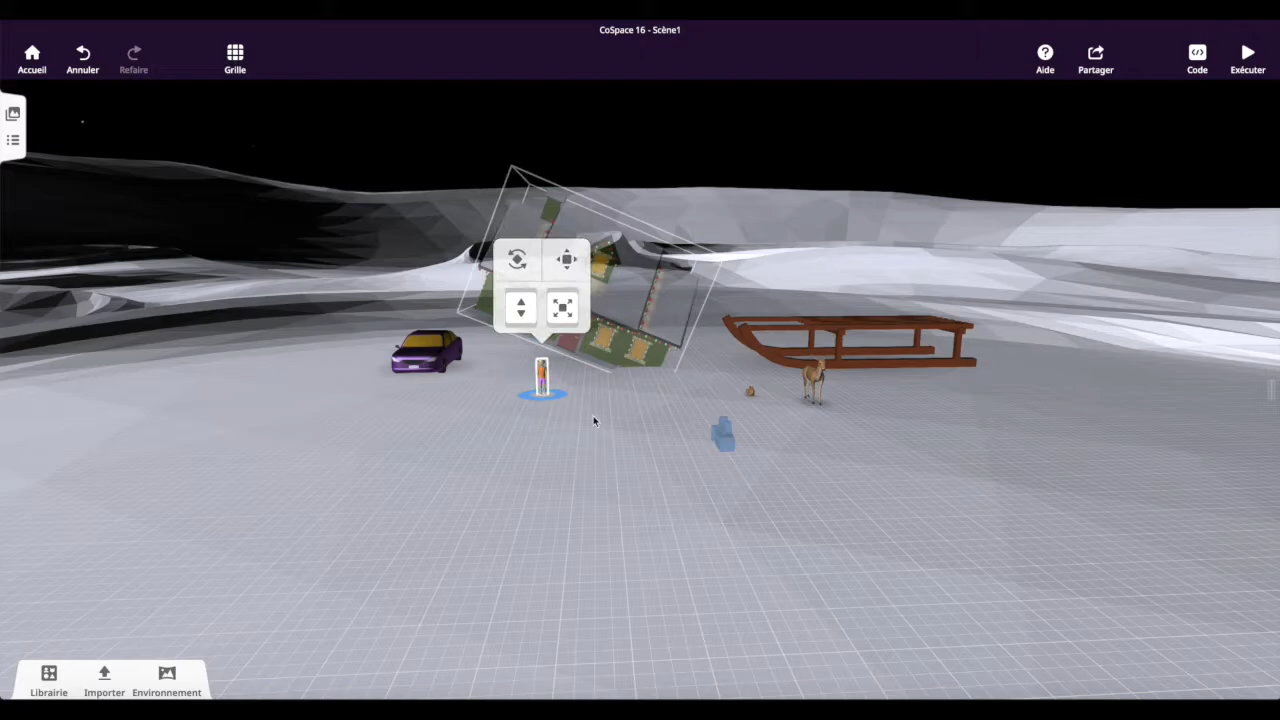 CoSpace 16 - Scène1
Accueil
Annuler
Refaire
Grille
Aide
Partager
Code
Exécuter
Librairie
Importer
Environnement